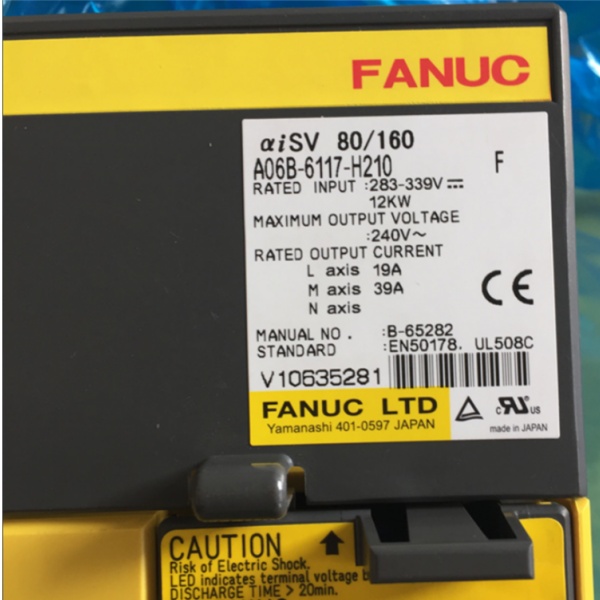 FANUC
αiSV 80/160
A06B-6117-H210 F
RATED INPUT :283-339V⎓
12KW
MAXIMUM OUTPUT VOLTAGE
:240V～
RATED OUTPUT CURRENT
L axis 19A
M axis 39A
N axis
MANUAL NO. :B-65282
STANDARD :EN50178. UL508C
CE
V10635281
FANUC LTD
Yamanashi 401-0597 JAPAN
c RU US
made in JAPAN
CAUTION
Risk of Electric Shock.
LED indicates terminal voltage
DISCHARGE TIME > 20min.